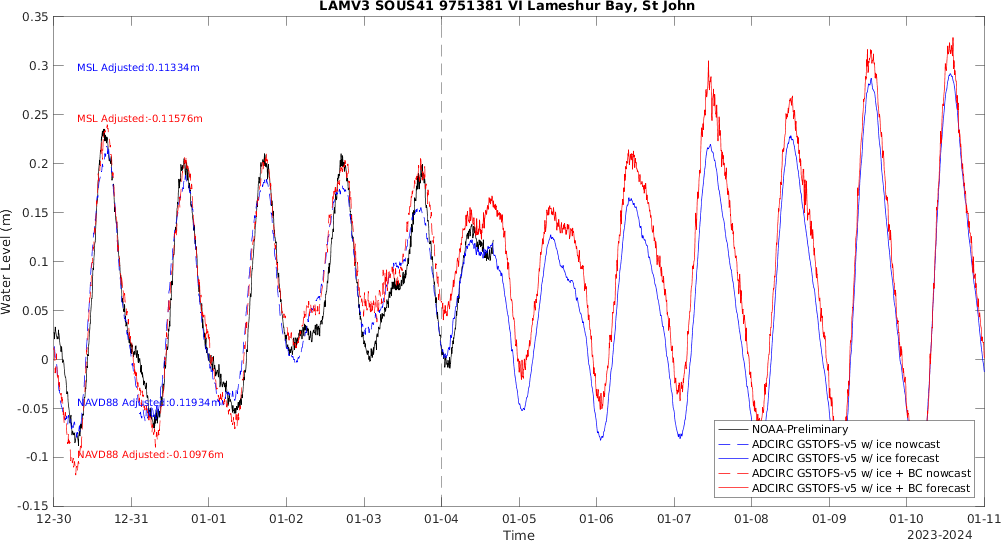 LAMV3 SOUS41 9751381 VI Lameshur Bay, St John
0.35
0.3
0.25
0.2
0.15
0.1
0.05
0
-0.05
-0.1
-0.15
Water Level (m)
MSL Adjusted:0.11334m
MSL Adjusted:-0.11576m
NAVD88 Adjusted:0.11934m
NAVD88 Adjusted:-0.10976m
NOAA-Preliminary
ADCIRC GSTOFS-v5 w/ ice nowcast
ADCIRC GSTOFS-v5 w/ ice forecast
ADCIRC GSTOFS-v5 w/ ice + BC nowcast
ADCIRC GSTOFS-v5 w/ ice + BC forecast
12-30 12-31 01-01 01-02 01-03 01-04 01-05 01-06 01-07 01-08 01-09 01-10 01-11
Time
2023-2024